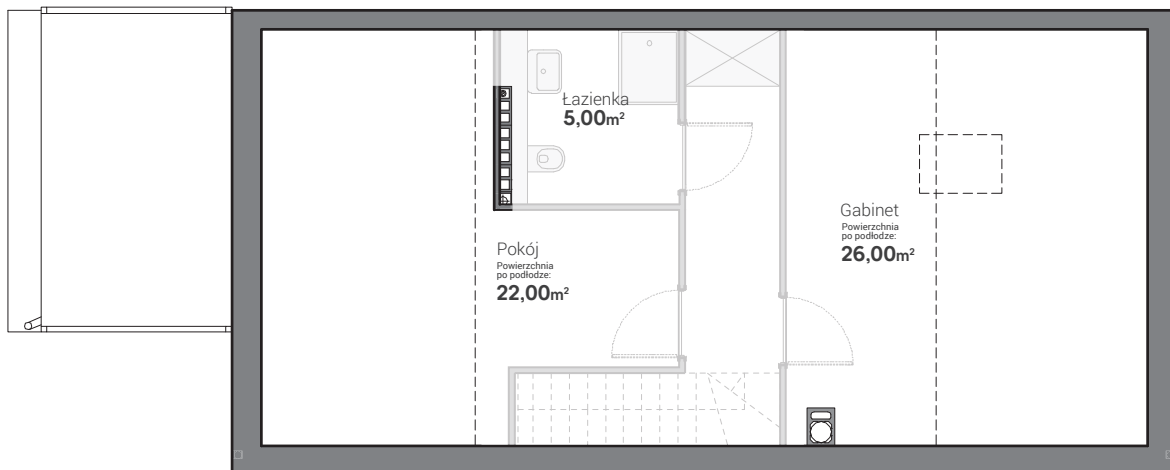 Łazienka
5,00m²
Pokój
Powierzchnia
po podłodze:
22,00m²
Gabinet
Powierzchnia
po podłodze:
26,00m²